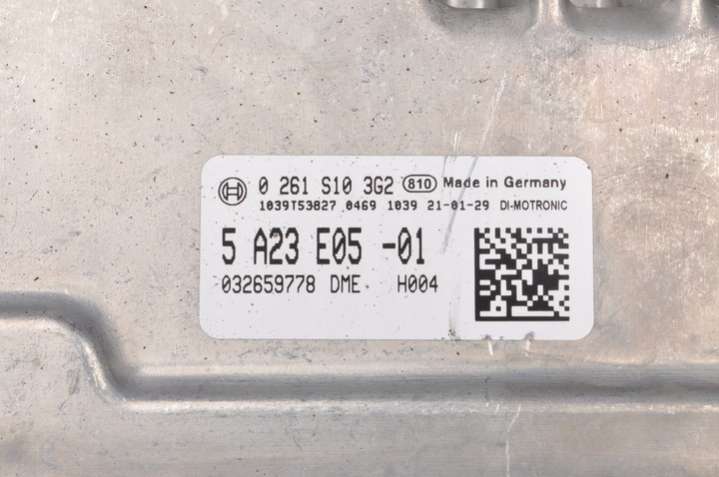 0 261 S10 3G2 810 Made in Germany
1039T53827 0469 1039 21-01-29 DI-MOTRONIC
5 A23 E05 -01
032659778 DME H004